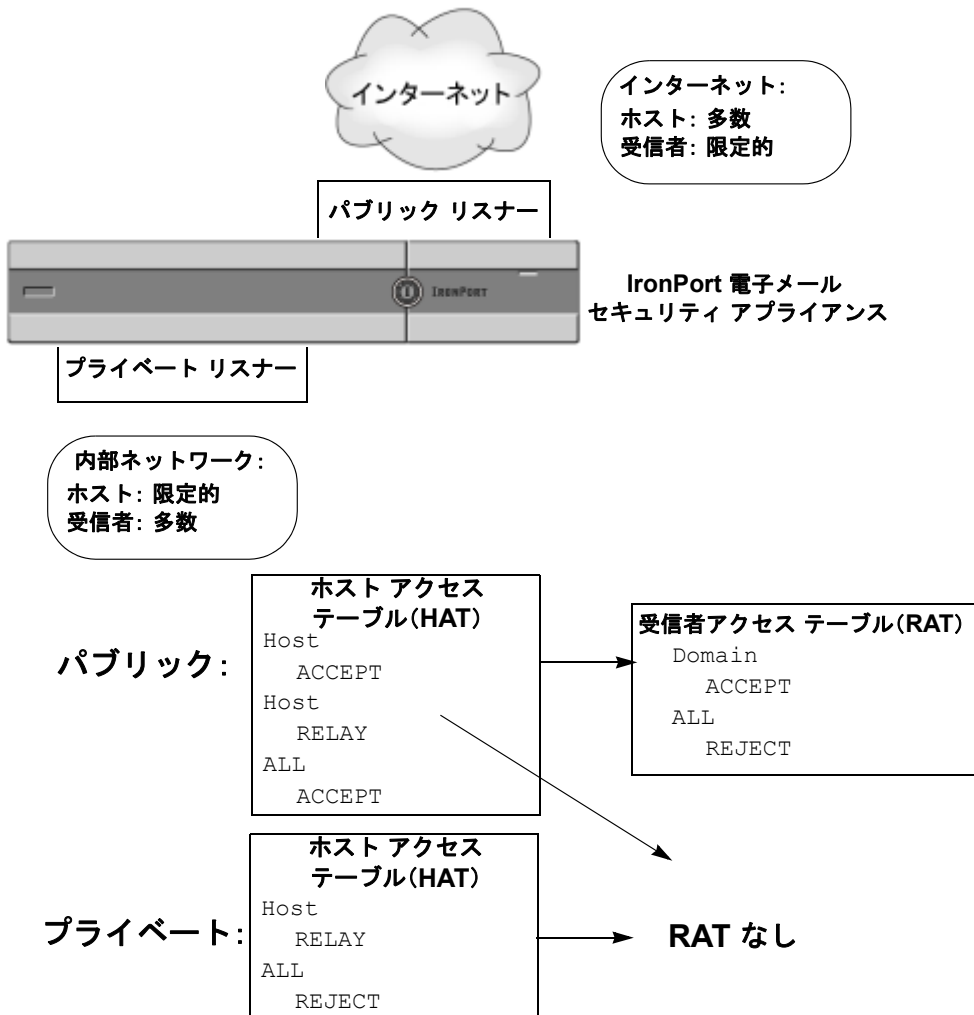 インターネット
インターネット:
ホスト: 多数
受信者: 限定的
パブリック リスナー
IRONPORT
IronPort 電子メール
セキュリティ アプライアンス
プライベート リスナー
内部ネットワーク:
ホスト: 限定的
受信者: 多数
パブリック:
ホスト アクセス
テーブル(HAT)
Host
ACCEPT
Host
RELAY
ALL
ACCEPT
受信者アクセス テーブル(RAT)
Domain
ACCEPT
ALL
REJECT
プライベート:
ホスト アクセス
テーブル(HAT)
Host
RELAY
ALL
REJECT
RAT なし